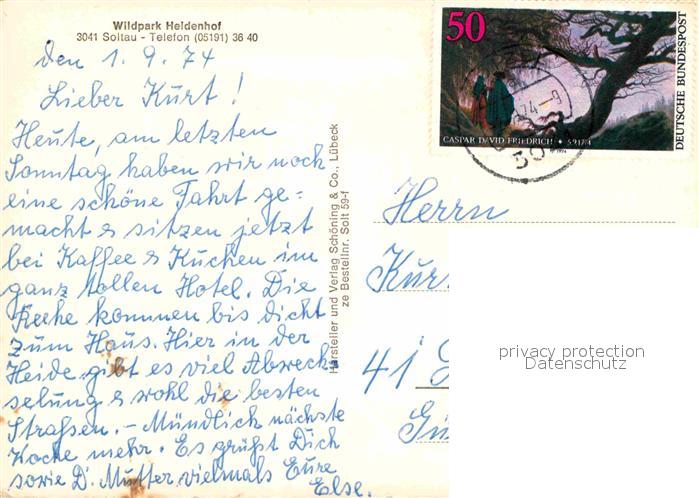 Wildpark Heidenhof
3041 Soltau - Telefon (05191) 36 40
den 1. 9. 74
Lieber Kurt!
Heute, am letzten
Sonntag haben wir noch
eine schöne Fahrt ge=
macht & sitzen jetzt
bei Kaffee & Kuchen im
ganz tollen Hotel. Die
Rehe kommen bis dicht
zum Haus. Hier in der
Heide gibt es viel Abwech=
selung & wohl die besten
Straßen. – Mündlich nächste
Woche mehr. Es grüßt Dich
sowie D. Mutter vielmals Eure
Else.
Hersteller und Verlag Schöning & Co., Lübeck
ze Bestellnr. Solt 59-f
50
DEUTSCHE BUNDESPOST
CASPAR DAVID FRIEDRICH * 5.9.1774
Herrn
Kur
41
privacy protection
Datenschutz